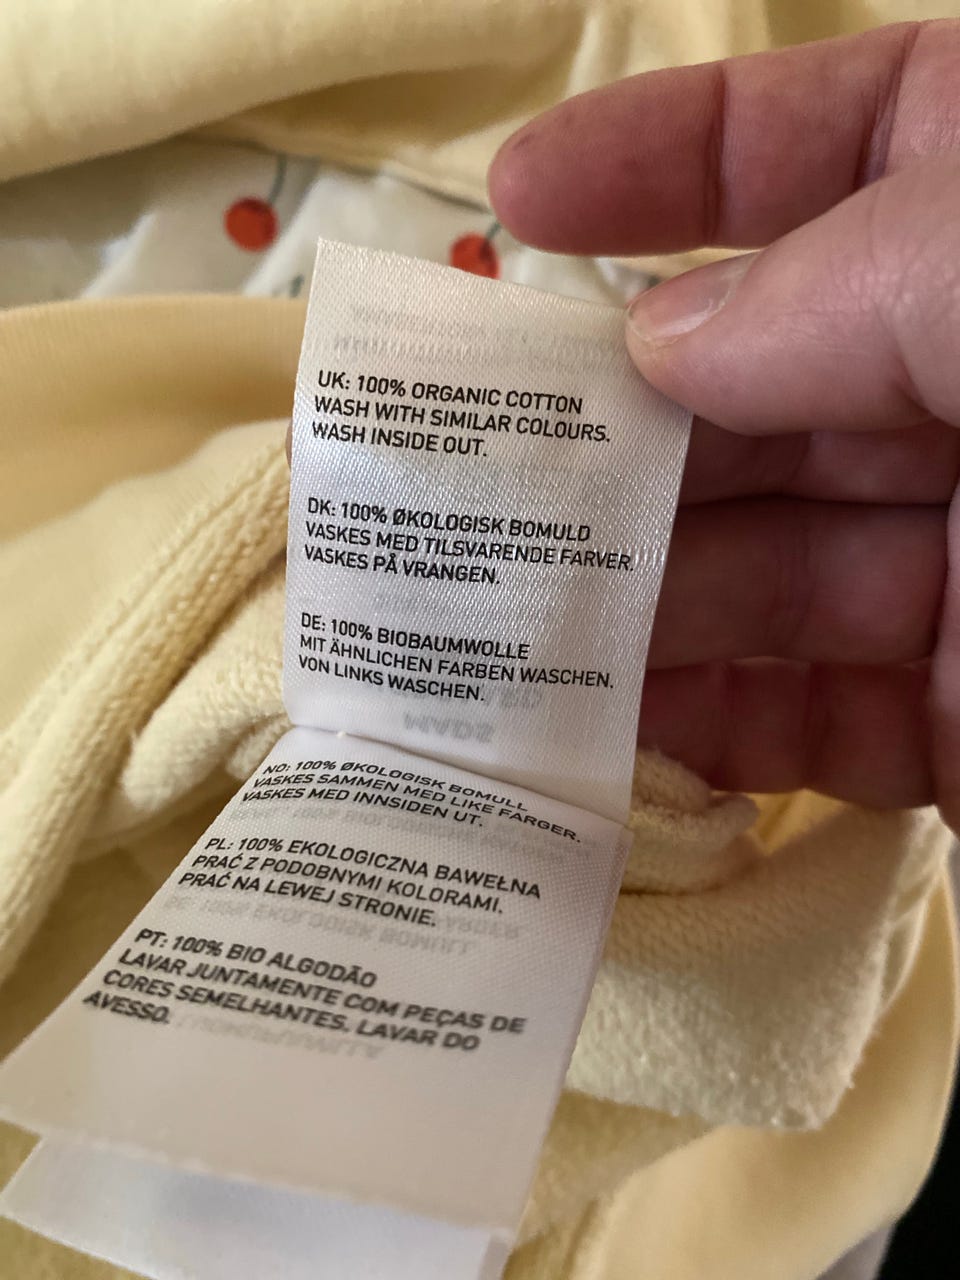 UK: 100% ORGANIC COTTON
WASH WITH SIMILAR COLOURS.
WASH INSIDE OUT.
DK: 100% ØKOLOGISK BOMULD
VASKES MED TILSVARENDE FARVER.
VASKES PÅ VRANGEN.
DE: 100% BIOBAUMWOLLE
MIT ÄHNLICHEN FARBEN WASCHEN.
VON LINKS WASCHEN.
NO: 100% ØKOLOGISK BOMULL
VASKES SAMMEN MED LIKE FARGER.
VASKES MED INNSIDEN UT.
PL: 100% EKOLOGICZNA BAWEŁNA
PRAĆ Z PODOBNYMI KOLORAMI.
PRAĆ NA LEWEJ STRONIE.
PT: 100% BIO ALGODÃO
LAVAR JUNTAMENTE COM PEÇAS DE
CORES SEMELHANTES. LAVAR DO
AVESSO.